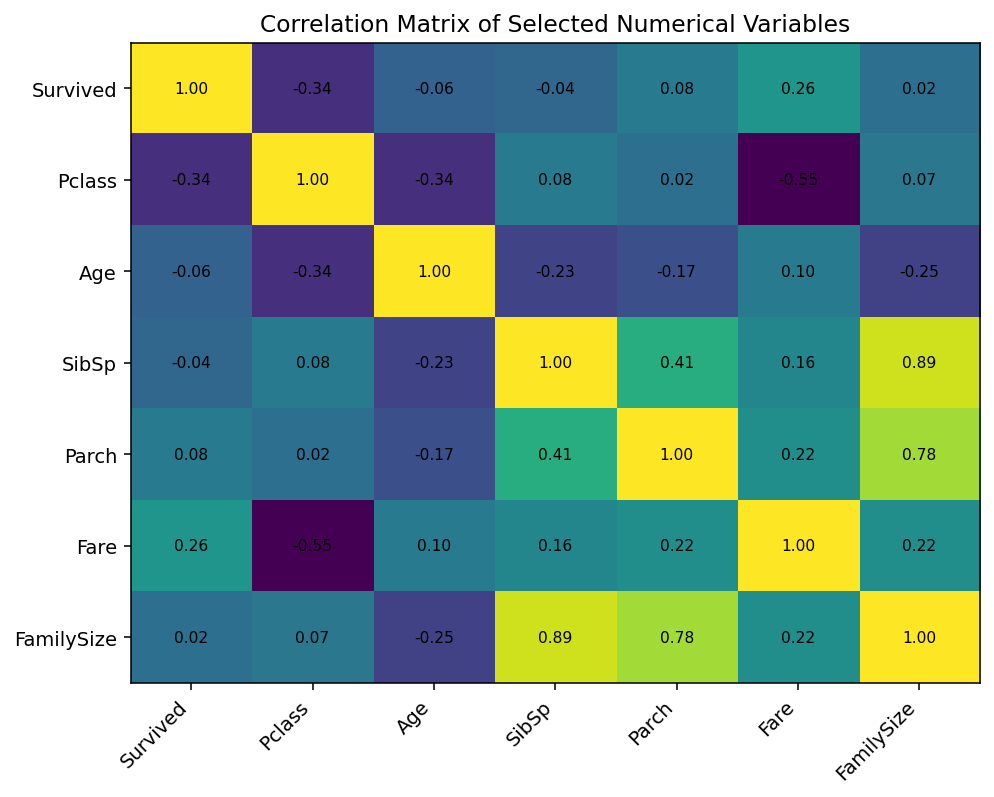 Correlation Matrix of Selected Numerical Variables
Survived 1.00 -0.34 -0.06 -0.04 0.08 0.26 0.02
Pclass -0.34 1.00 -0.34 0.08 0.02 -0.55 0.07
Age -0.06 -0.34 1.00 -0.23 -0.17 0.10 -0.25
SibSp -0.04 0.08 -0.23 1.00 0.41 0.16 0.89
Parch 0.08 0.02 -0.17 0.41 1.00 0.22 0.78
Fare 0.26 -0.55 0.10 0.16 0.22 1.00 0.22
FamilySize 0.02 0.07 -0.25 0.89 0.78 0.22 1.00
Survived Pclass Age SibSp Parch Fare FamilySize